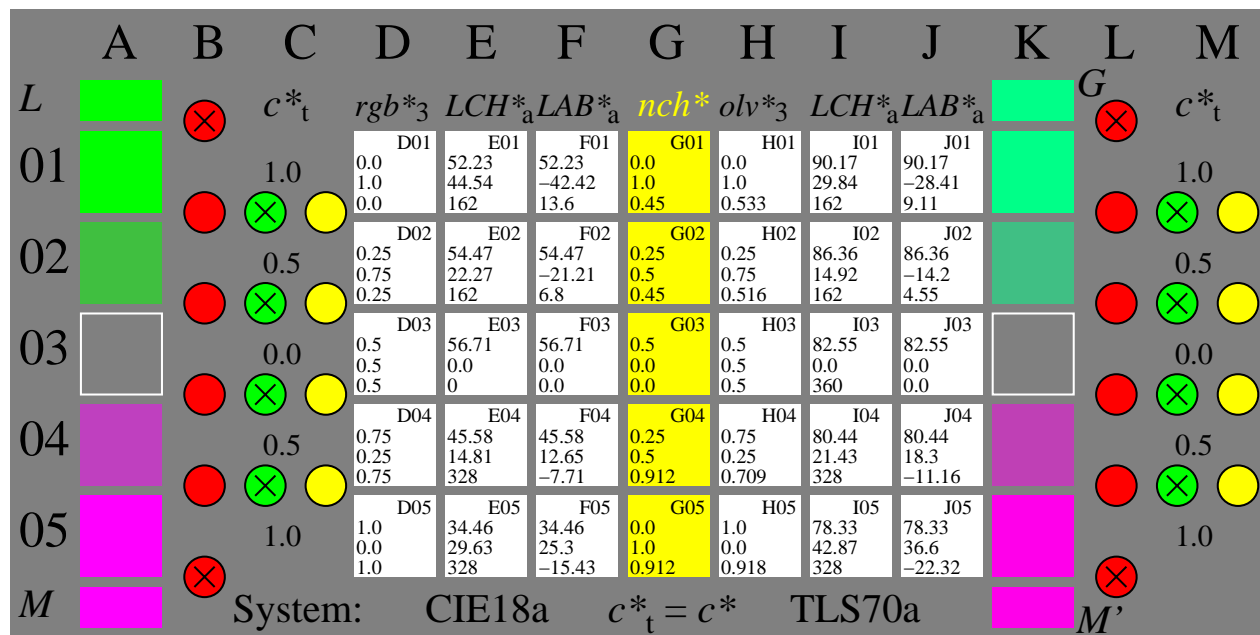 A B C D E F G H I J K L M
L c*t rgb*3 LCH*a LAB*a nch* olv*3 LCH*a LAB*a G c*t
01 1.0 D01 E01 F01 G01 H01 I01 J01 1.0
0.0 52.23 52.23 0.0 0.0 90.17 90.17
1.0 44.54 −42.42 1.0 1.0 29.84 −28.41
0.0 162 13.6 0.45 0.533 162 9.11
02 0.5 D02 E02 F02 G02 H02 I02 J02 0.5
0.25 54.47 54.47 0.25 0.25 86.36 86.36
0.75 22.27 −21.21 0.5 0.75 14.92 −14.2
0.25 162 6.8 0.45 0.516 162 4.55
03 0.0 D03 E03 F03 G03 H03 I03 J03 0.0
0.5 56.71 56.71 0.5 0.5 82.55 82.55
0.5 0.0 0.0 0.0 0.5 0.0 0.0
0.5 0 0.0 0.0 0.5 360 0.0
04 0.5 D04 E04 F04 G04 H04 I04 J04 0.5
0.75 45.58 45.58 0.25 0.75 80.44 80.44
0.25 14.81 12.65 0.5 0.25 21.43 18.3
0.75 328 −7.71 0.912 0.709 328 −11.16
05 1.0 D05 E05 F05 G05 H05 I05 J05 1.0
1.0 34.46 34.46 0.0 1.0 78.33 78.33
0.0 29.63 25.3 1.0 0.0 42.87 36.6
1.0 328 −15.43 0.912 0.918 328 −22.32
M System: CIE18a c*t = c* TLS70a M’